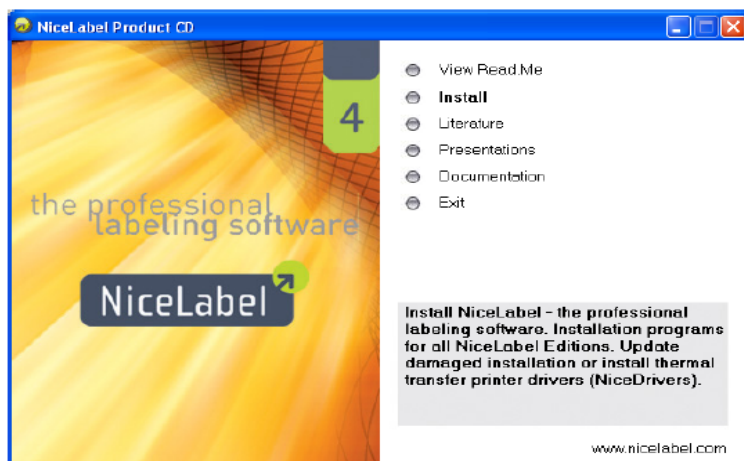 NiceLabel Product CD
4
the professional
labeling software
NiceLabel
View Read.Me
Install
Literature
Presentations
Documentation
Exit
Install NiceLabel - the professional
labeling software. Installation programs
for all NiceLabel Editions. Update
damaged installation or install thermal
transfer printer drivers (NiceDrivers).
www.nicelabel.com